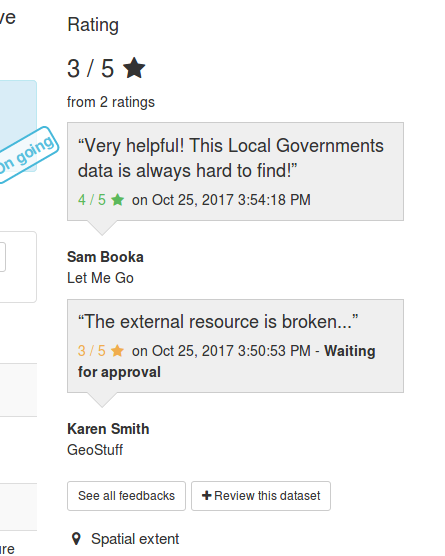 ve
Rating
3 / 5
from 2 ratings
On going
“Very helpful! This Local Governments
data is always hard to find!”
4 / 5 on Oct 25, 2017 3:54:18 PM
Sam Booka
Let Me Go
“The external resource is broken...”
3 / 5 on Oct 25, 2017 3:50:53 PM - Waiting
for approval
Karen Smith
GeoStuff
See all feedbacks
Review this dataset
Spatial extent
ure